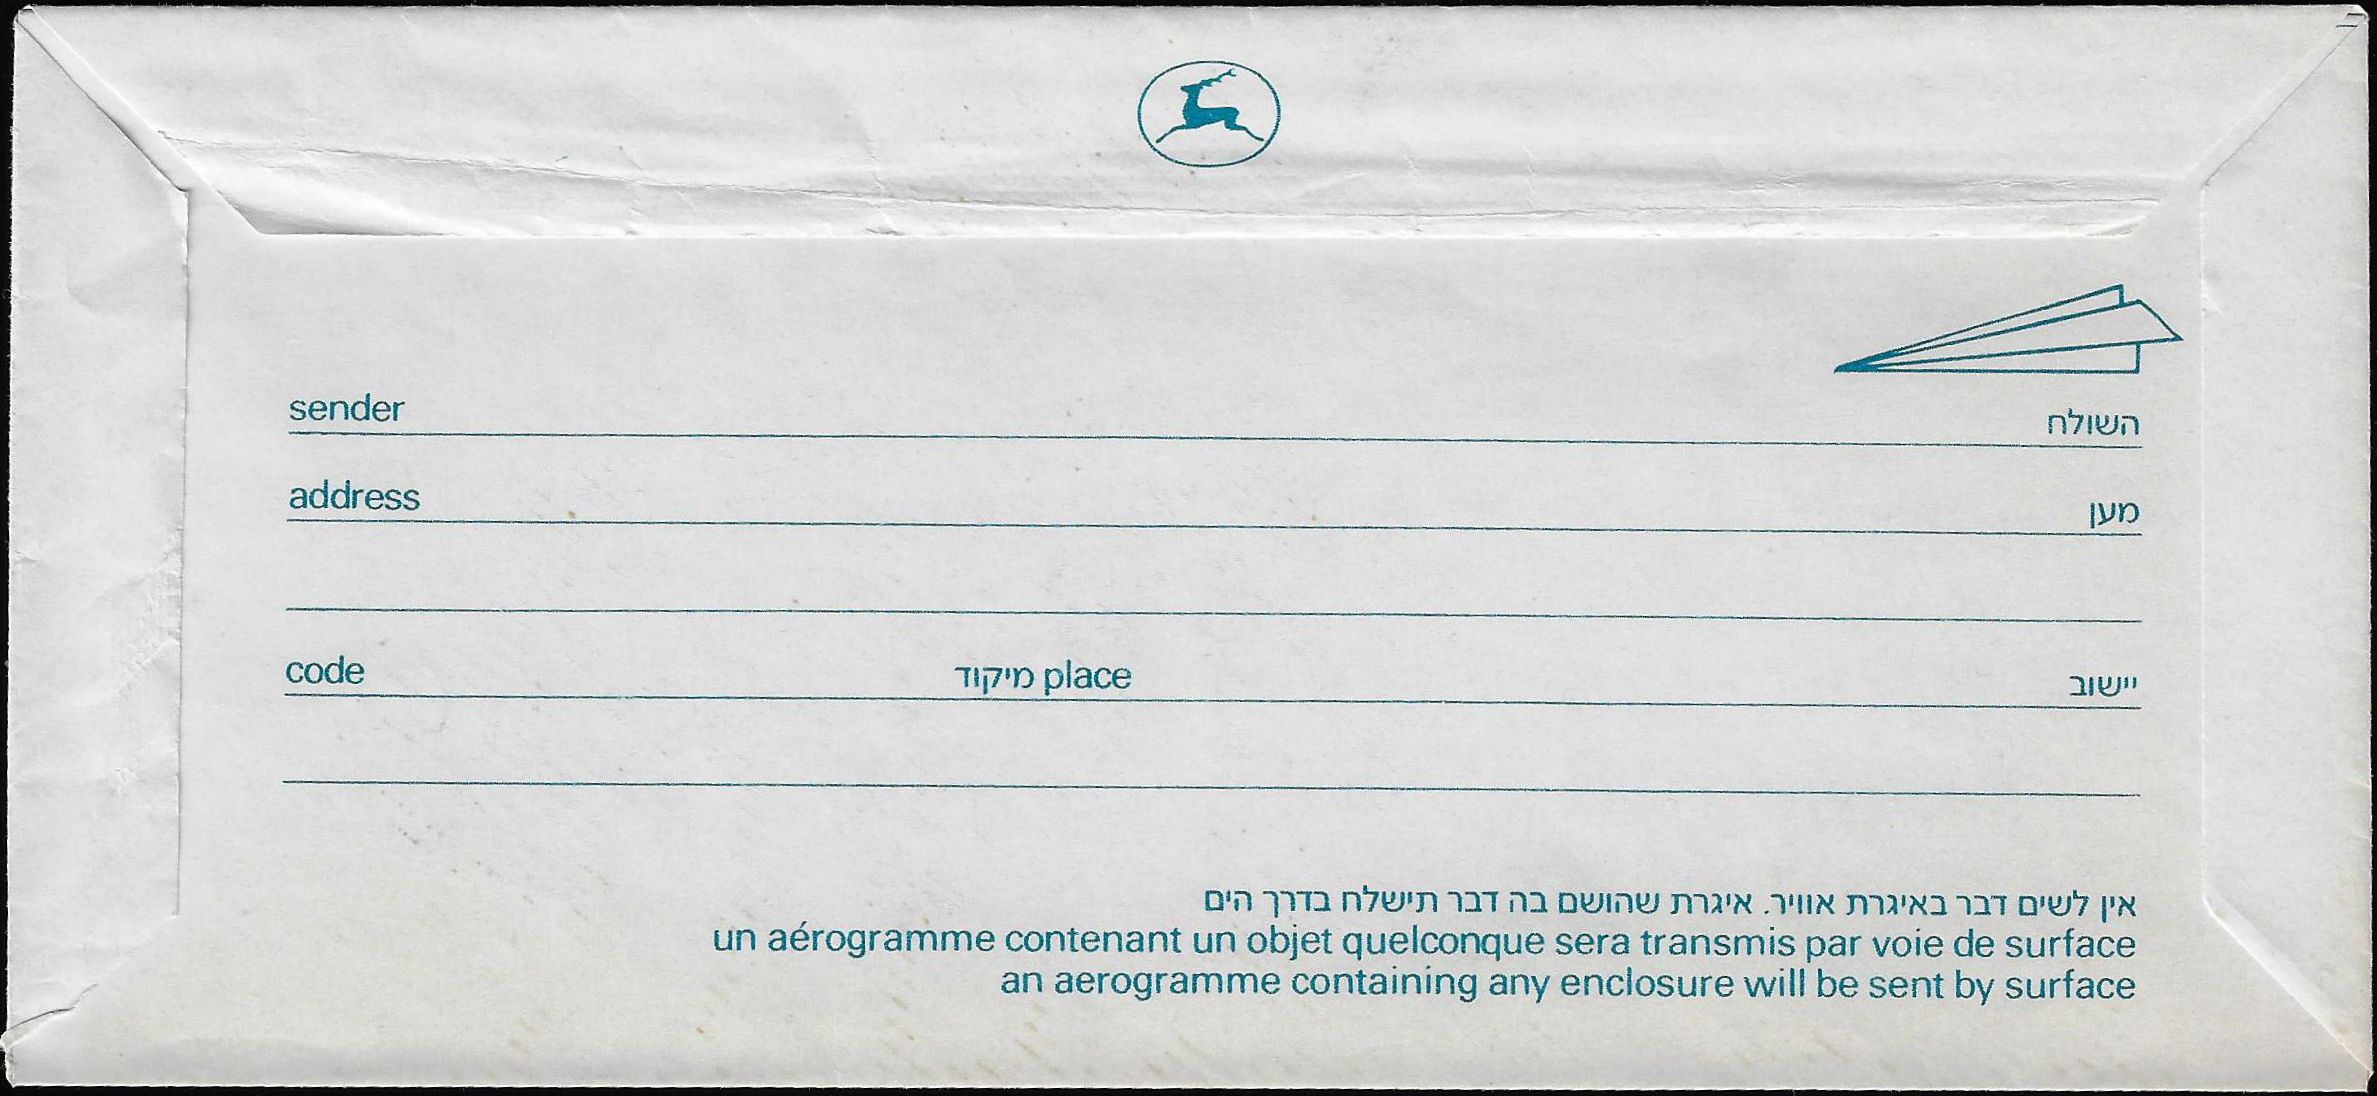 sender השולח
address מען
code מיקוד place יישוב
אין לשים דבר באיגרת אוויר. איגרת שהושם בה דבר תישלח בדרך הים
un aérogramme contenant un objet quelconque sera transmis par voie de surface
an aerogramme containing any enclosure will be sent by surface